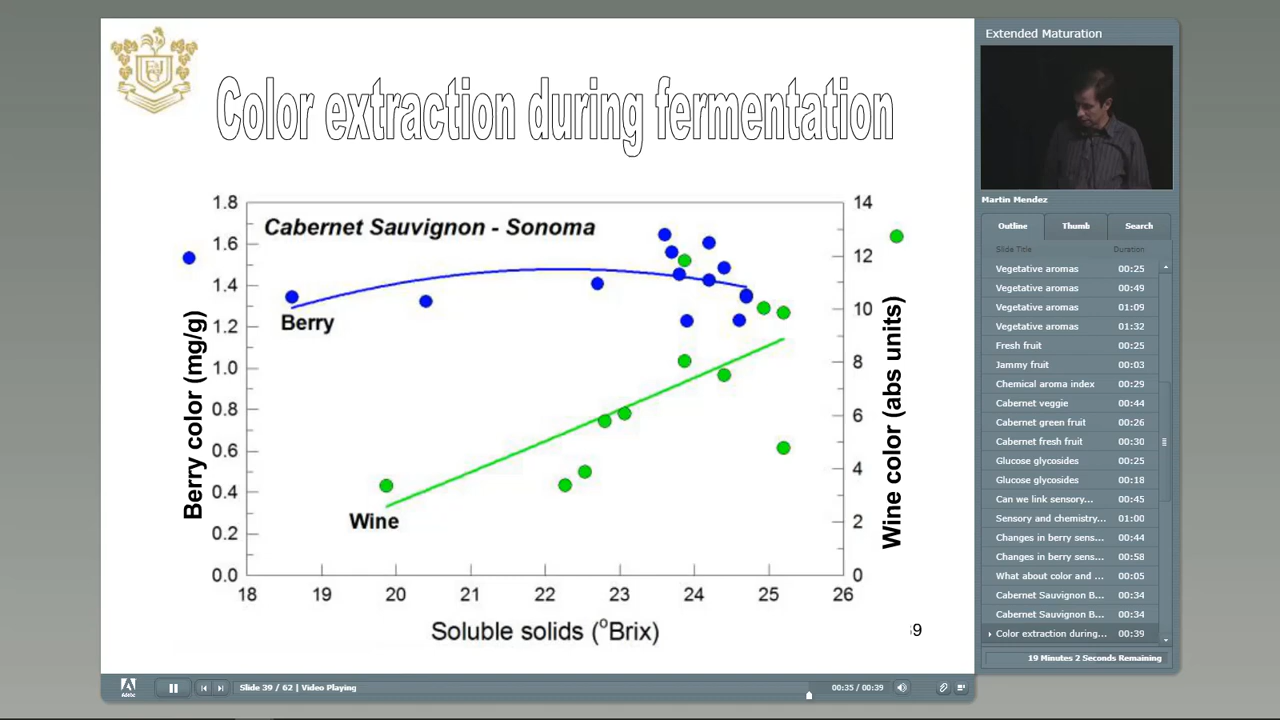 Color extraction during fermentation
Cabernet Sauvignon - Sonoma
1.8
1.6
1.4
1.2
1.0
0.8
0.6
0.4
0.2
0.0
Berry color (mg/g)
Berry
Wine
14
12
10
8
6
4
2
0
Wine color (abs units)
18 19 20 21 22 23 24 25 26
Soluble solids (°Brix)
39
Extended Maturation
Martin Mendez
Outline Thumb Search
Slide Title Duration
Vegetative aromas 00:25
Vegetative aromas 00:49
Vegetative aromas 01:09
Vegetative aromas 01:32
Fresh fruit 00:25
Jammy fruit 00:03
Chemical aroma index 00:29
Cabernet veggie 00:44
Cabernet green fruit 00:26
Cabernet fresh fruit 00:30
Glucose glycosides 00:25
Glucose glycosides 00:18
Can we link sensory... 00:45
Sensory and chemistry... 01:00
Changes in berry sens... 00:44
Changes in berry sens... 00:58
What about color and ... 00:05
Cabernet Sauvignon B... 00:34
Cabernet Sauvignon B... 00:34
Color extraction during... 00:39
19 Minutes 2 Seconds Remaining
Adobe
Slide 39 / 62 | Video Playing
00:35 / 00:39